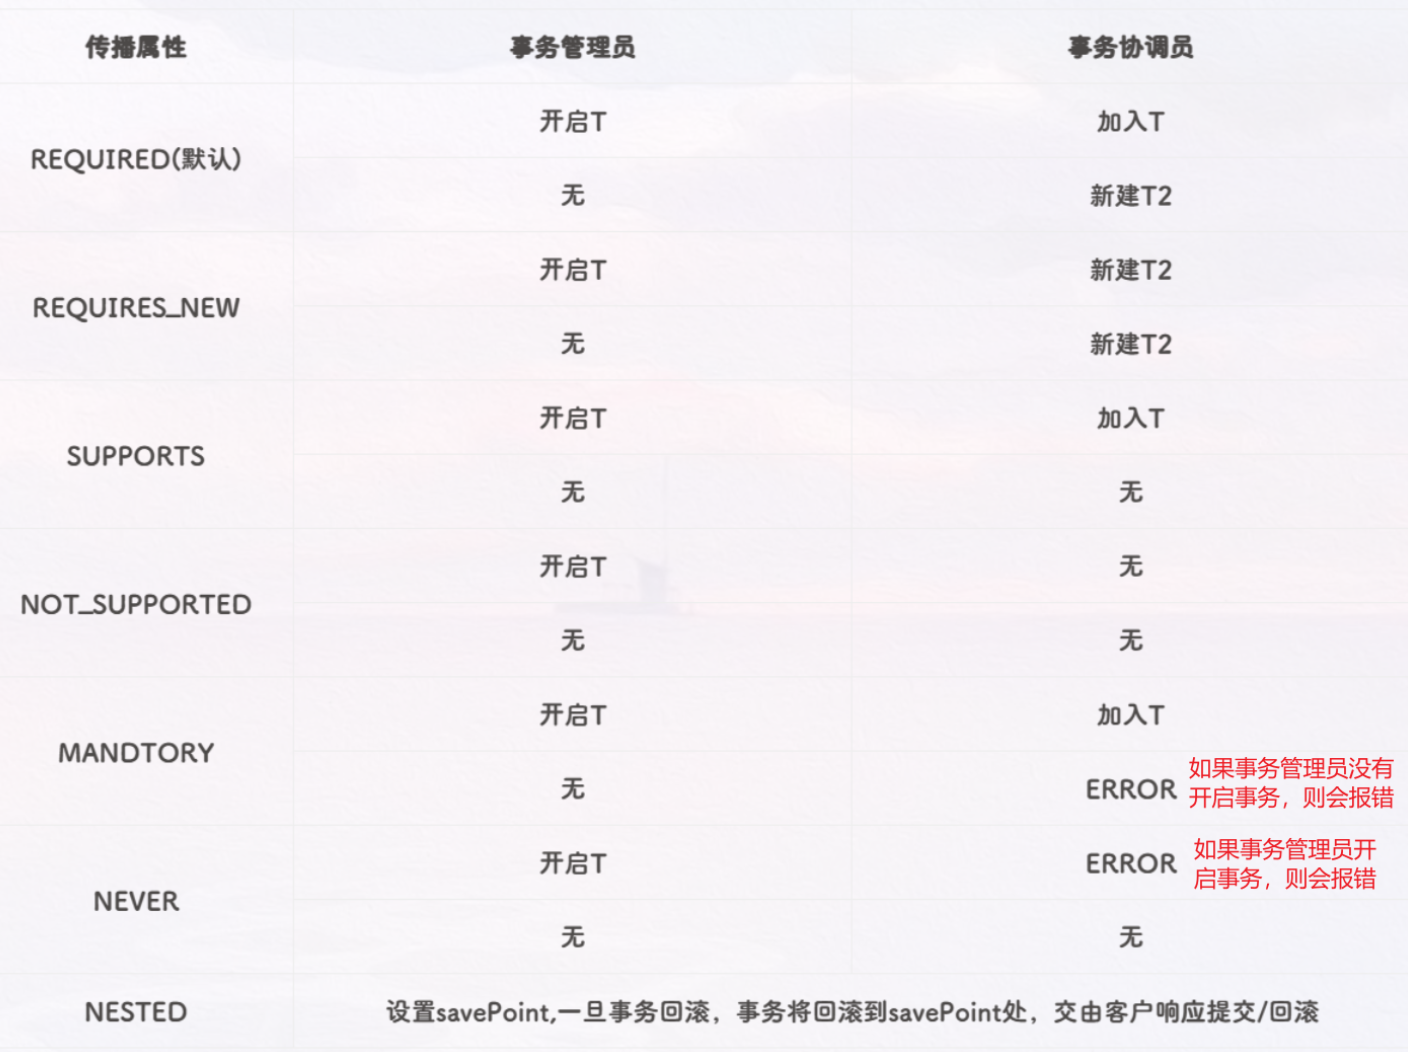 传播属性 事务管理员 事务协调员
REQUIRED(默认) 开启T 加入T
无 新建T2
REQUIRES_NEW 开启T 新建T2
无 新建T2
SUPPORTS 开启T 加入T
无 无
NOT_SUPPORTED 开启T 无
无 无
MANDTORY 开启T 加入T
无 ERROR 如果事务管理员没有
开启事务，则会报错
NEVER 开启T ERROR 如果事务管理员开
启事务，则会报错
无 无
NESTED 设置savePoint,一旦事务回滚，事务将回滚到savePoint处，交由客户响应提交/回滚